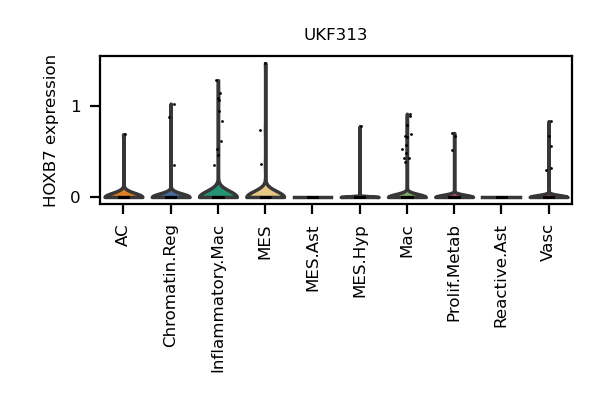 UKF313
HOXB7 expression
1
0
AC
Chromatin.Reg
Inflammatory.Mac
MES
MES.Ast
MES.Hyp
Mac
Prolif.Metab
Reactive.Ast
Vasc